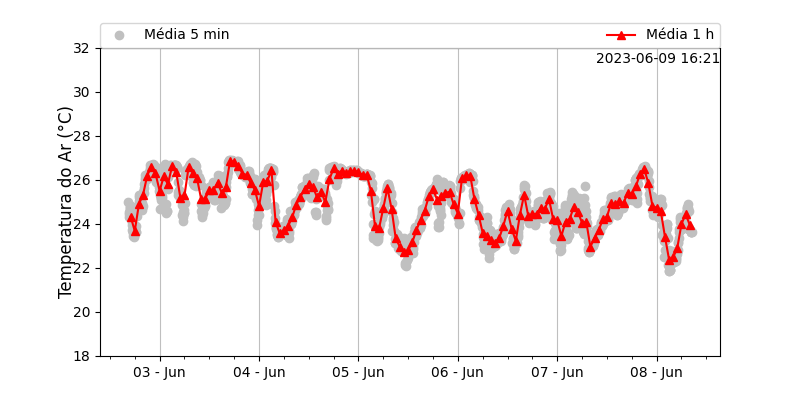 Média 5 min
Média 1 h
2023-06-09 16:21
Temperatura do Ar (°C)
32
30
28
26
24
22
20
18
03 - Jun
04 - Jun
05 - Jun
06 - Jun
07 - Jun
08 - Jun